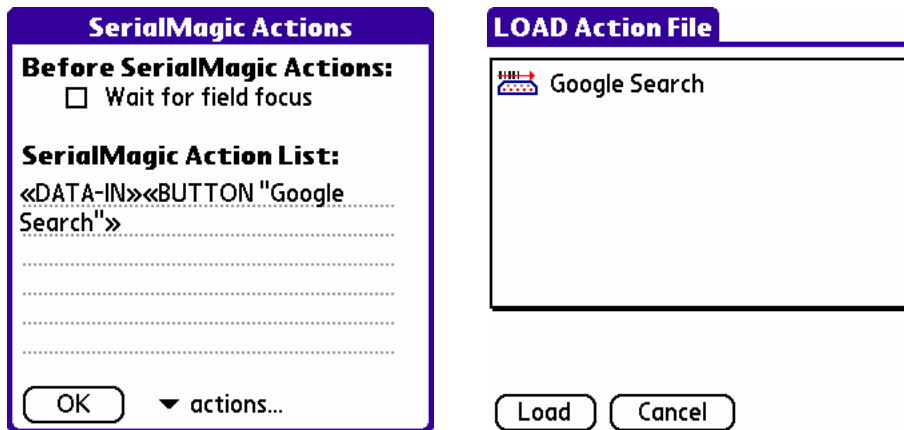 SerialMagic Actions
Before SerialMagic Actions:
Wait for field focus
SerialMagic Action List:
«DATA-IN»«BUTTON "Google
Search"»
OK
actions...
LOAD Action File
Google Search
Load
Cancel